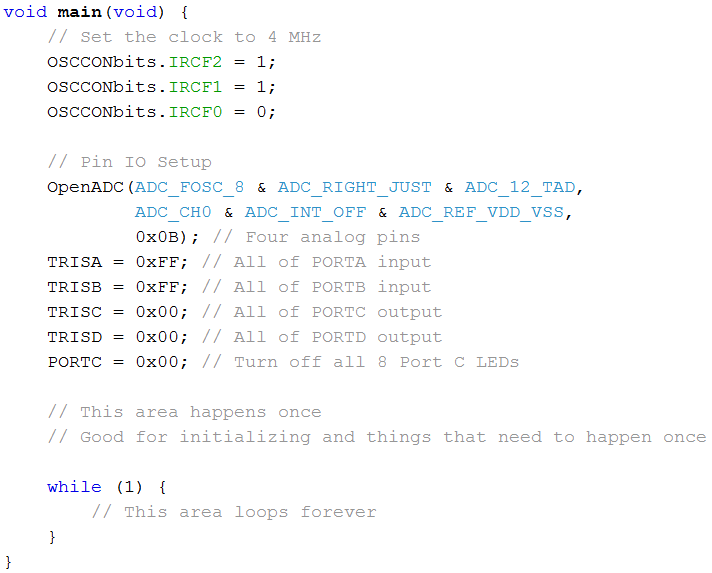 void main(void) {
    // Set the clock to 4 MHz
    OSCCONbits.IRCF2 = 1;
    OSCCONbits.IRCF1 = 1;
    OSCCONbits.IRCF0 = 0;

    // Pin IO Setup
    OpenADC(ADC_FOSC_8 & ADC_RIGHT_JUST & ADC_12_TAD,
            ADC_CH0 & ADC_INT_OFF & ADC_REF_VDD_VSS,
            0x0B); // Four analog pins
    TRISA = 0xFF; // All of PORTA input
    TRISB = 0xFF; // All of PORTB input
    TRISC = 0x00; // All of PORTC output
    TRISD = 0x00; // All of PORTD output
    PORTC = 0x00; // Turn off all 8 Port C LEDs

    // This area happens once
    // Good for initializing and things that need to happen once

    while (1) {
        // This area loops forever
    }
}